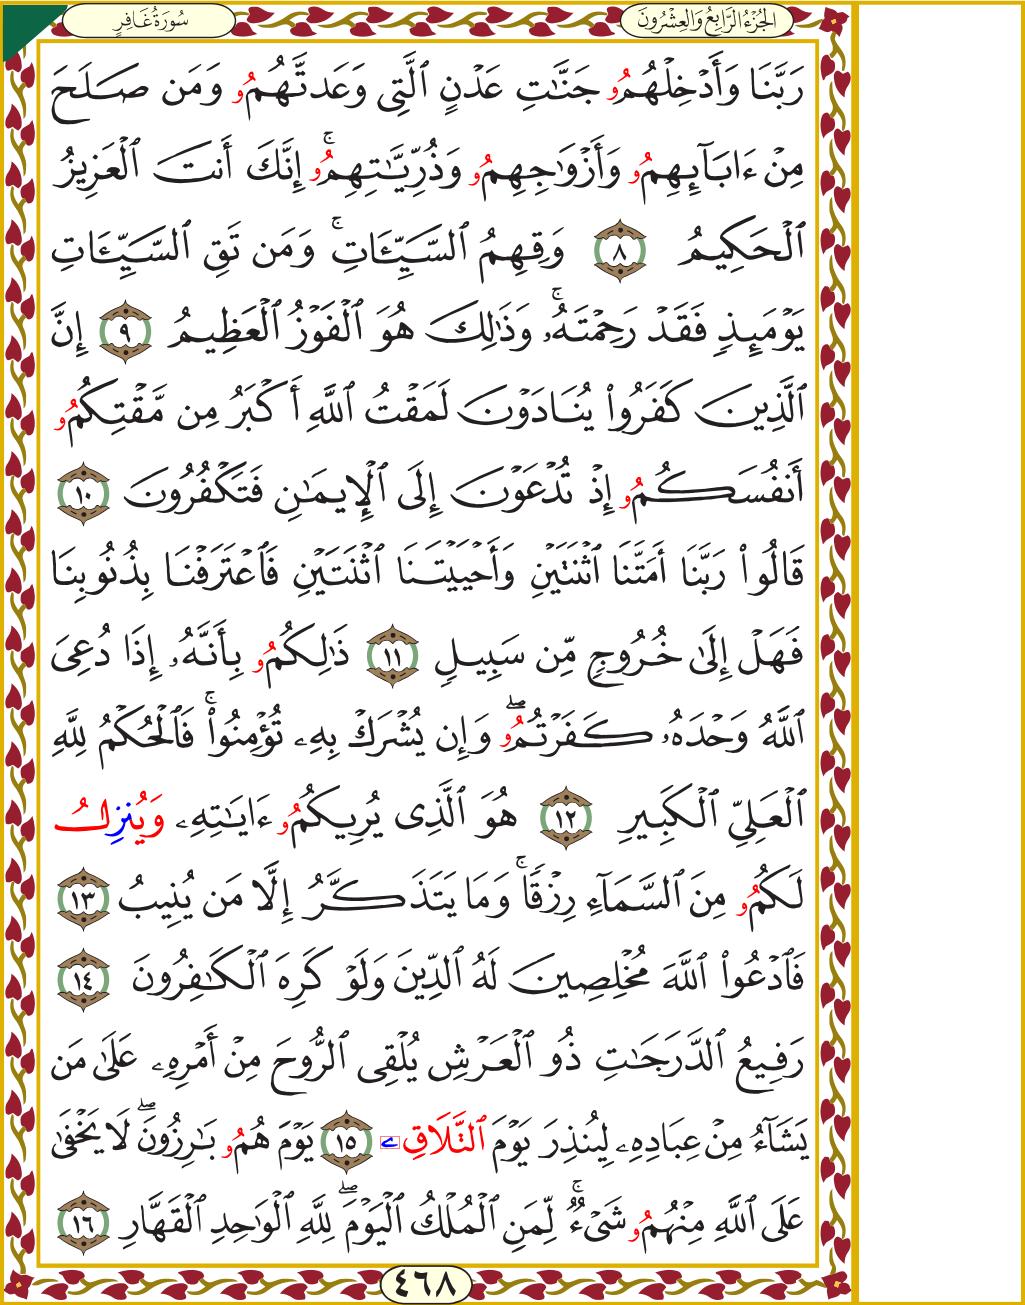 الجُزْءُ الرَّابِعُ وَالعِشْرُونَ
سُورَةُ غَافِرٍ
رَبَّنَا وَأَدْخِلْهُمُۥ جَنَّٰتِ عَدْنٍ ٱلَّتِى وَعَدتَّهُمُۥ وَمَن صَلَحَ
مِنْ ءَابَآئِهِمُۥ وَأَزْوَٰجِهِمُۥ وَذُرِّيَّٰتِهِمُۥۚ إِنَّكَ أَنتَ ٱلْعَزِيزُ
ٱلْحَكِيمُ ٨ وَقِهِمُ ٱلسَّيِّـَٔاتِۚ وَمَن تَقِ ٱلسَّيِّـَٔاتِ
يَوْمَئِذٍ فَقَدْ رَحِمْتَهُۥۚ وَذَٰلِكَ هُوَ ٱلْفَوْزُ ٱلْعَظِيمُ ٩ إِنَّ
ٱلَّذِينَ كَفَرُوا۟ يُنَادَوْنَ لَمَقْتُ ٱللَّهِ أَكْبَرُ مِن مَّقْتِكُمُۥ
أَنفُسَكُمُۥ إِذْ تُدْعَوْنَ إِلَى ٱلْإِيمَٰنِ فَتَكْفُرُونَ ١٠
قَالُوا۟ رَبَّنَا أَمَتَّنَا ٱثْنَتَيْنِ وَأَحْيَيْتَنَا ٱثْنَتَيْنِ فَٱعْتَرَفْنَا بِذُنُوبِنَا
فَهَلْ إِلَىٰ خُرُوجٍ مِّن سَبِيلٍ ١١ ذَٰلِكُمُۥ بِأَنَّهُۥ إِذَا دُعِىَ
ٱللَّهُ وَحْدَهُۥ كَفَرْتُمُۥۖ وَإِن يُشْرَكْ بِهِۦ تُؤْمِنُوا۟ۚ فَٱلْحُكْمُ لِلَّهِ
ٱلْعَلِىِّ ٱلْكَبِيرِ ١٢ هُوَ ٱلَّذِى يُرِيكُمُۥ ءَايَٰتِهِۦ وَيُنزِلُ
لَكُمُۥ مِنَ ٱلسَّمَآءِ رِزْقًاۚ وَمَا يَتَذَكَّرُ إِلَّا مَن يُنِيبُ ١٣
فَٱدْعُوا۟ ٱللَّهَ مُخْلِصِينَ لَهُ ٱلدِّينَ وَلَوْ كَرِهَ ٱلْكَٰفِرُونَ ١٤
رَفِيعُ ٱلدَّرَجَٰتِ ذُو ٱلْعَرْشِ يُلْقِى ٱلرُّوحَ مِنْ أَمْرِهِۦ عَلَىٰ مَن
يَشَآءُ مِنْ عِبَادِهِۦ لِيُنذِرَ يَوْمَ ٱلتَّلَاقِۦ ١٥ يَوْمَ هُمُۥ بَٰرِزُونَۖ لَا يَخْفَىٰ
عَلَى ٱللَّهِ مِنْهُمُۥ شَىْءٌۚ لِّمَنِ ٱلْمُلْكُ ٱلْيَوْمَۖ لِلَّهِ ٱلْوَٰحِدِ ٱلْقَهَّارِ ١٦
٤٦٨